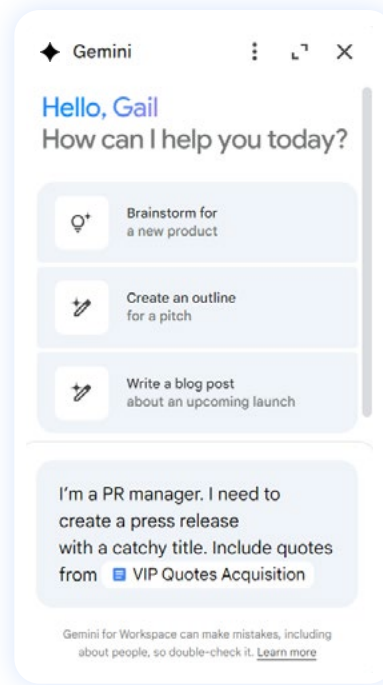 Gemini
Hello, Gail
How can I help you today?
Brainstorm for
a new product
Create an outline
for a pitch
Write a blog post
about an upcoming launch
I'm a PR manager. I need to
create a press release
with a catchy title. Include quotes
from VIP Quotes Acquisition
Gemini for Workspace can make mistakes, including
about people, so double-check it. Learn more